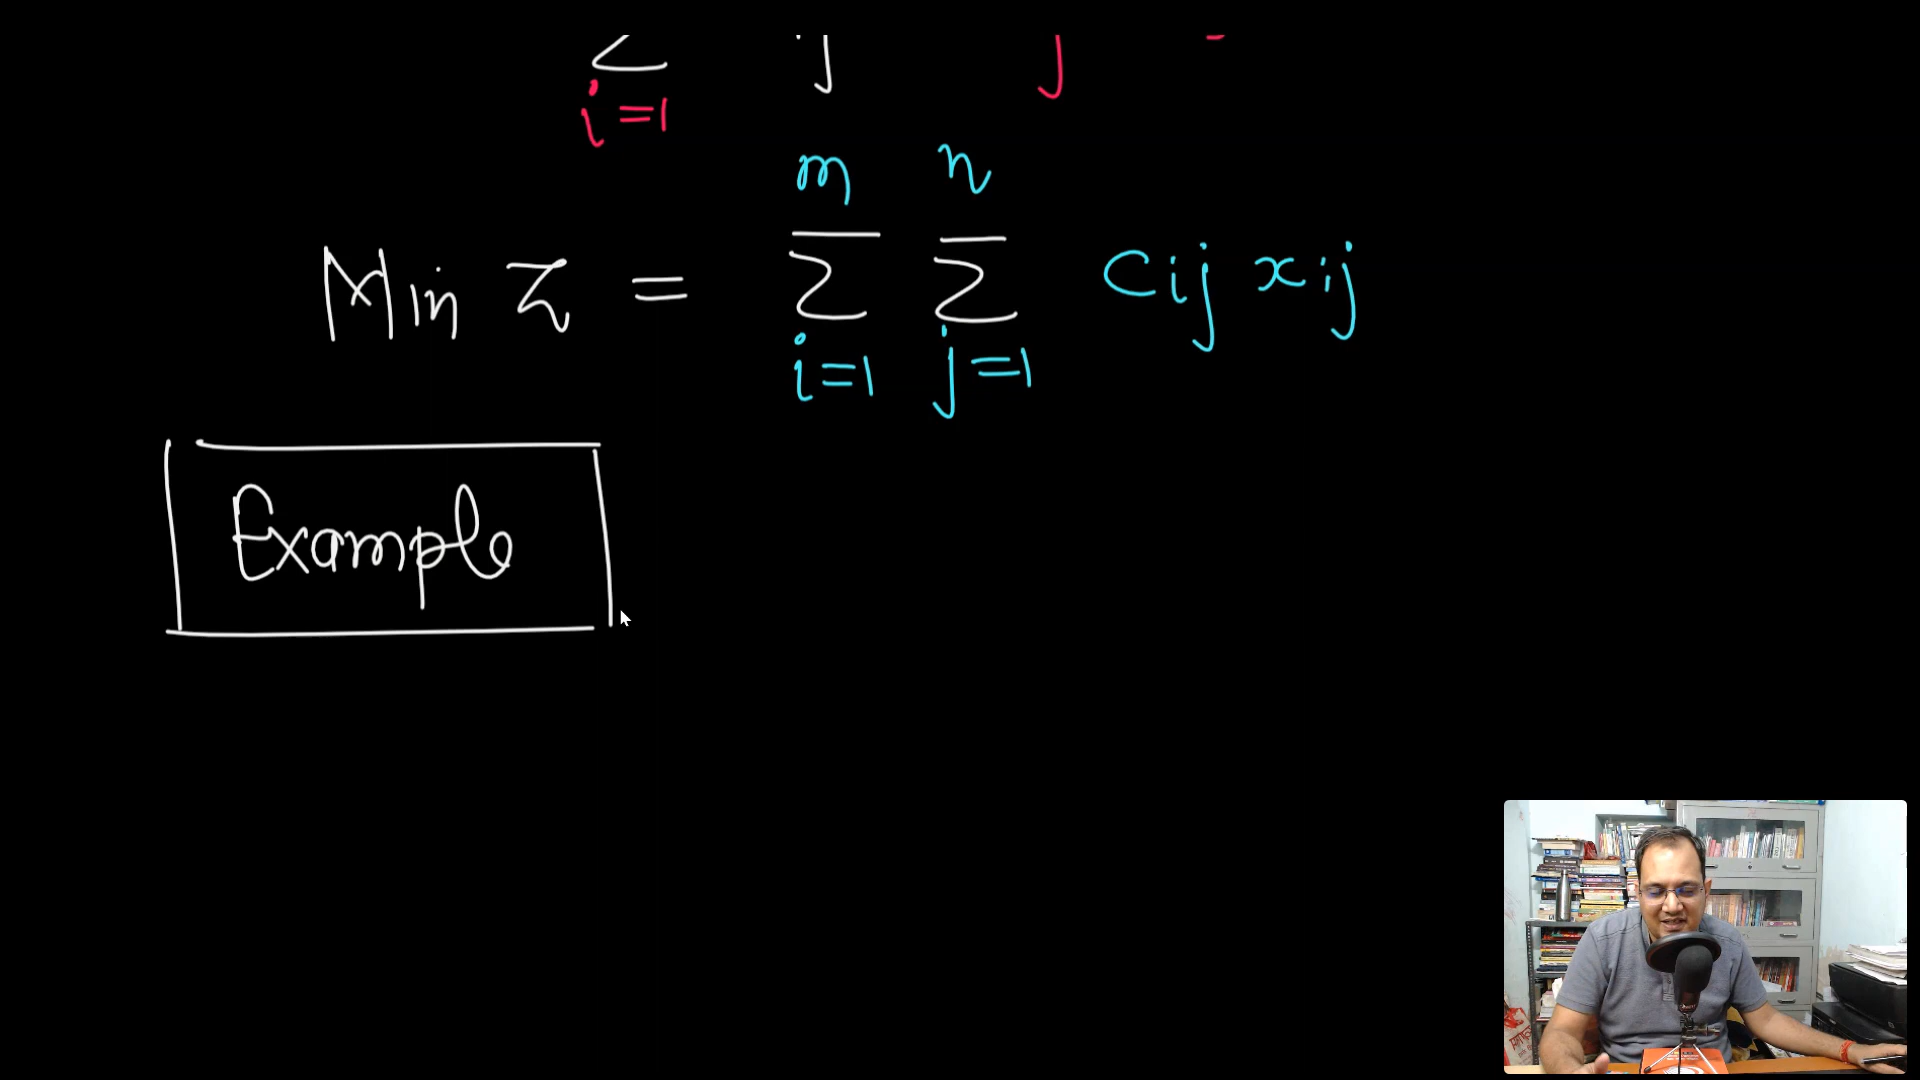 i=1
m n
Min Z = Σ Σ Cij xij
i=1 j=1
Example